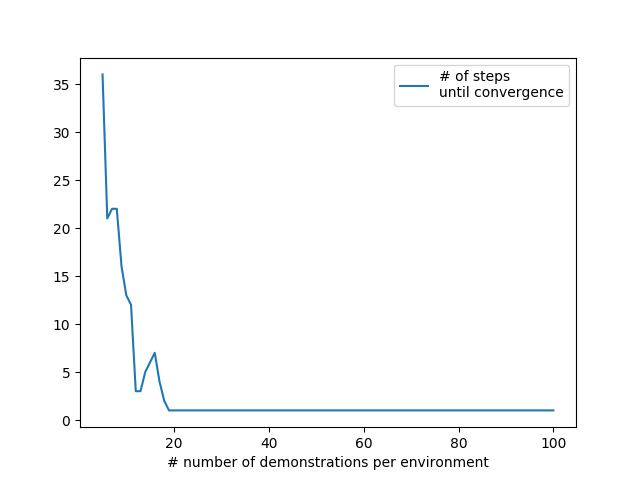 # of steps
until convergence
35
30
25
20
15
10
5
0
20 40 60 80 100
# number of demonstrations per environment